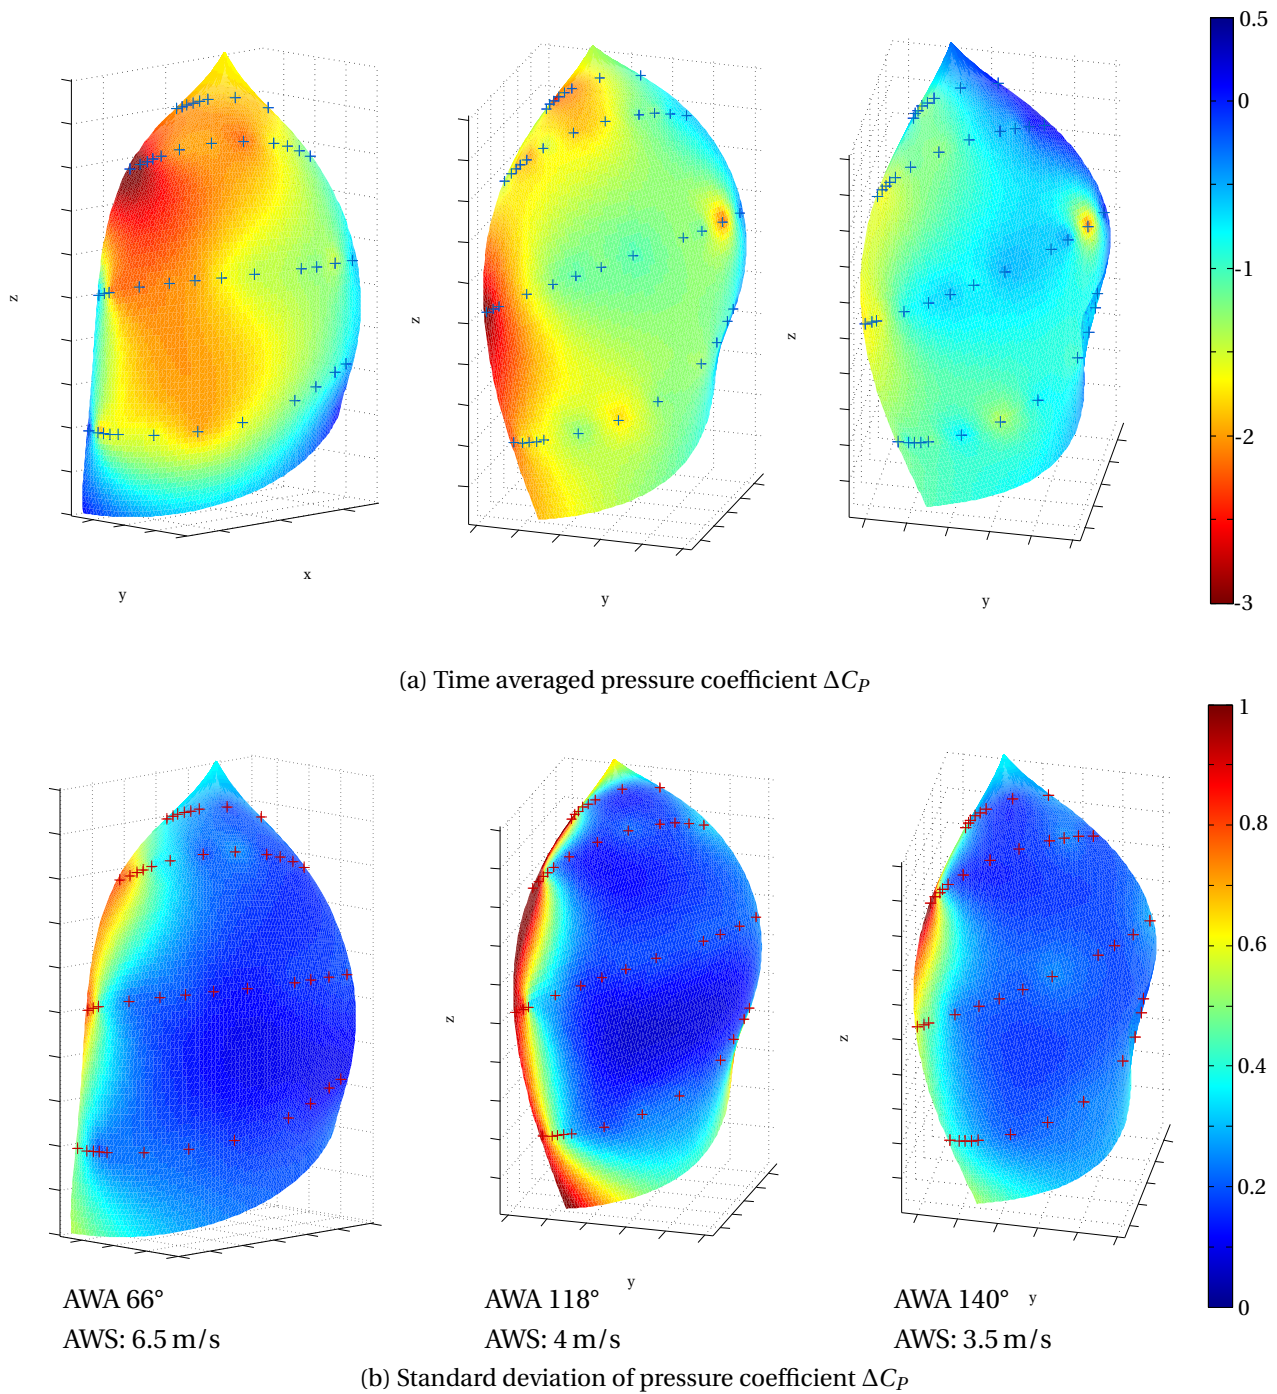 0.5
0
-1
-2
-3
z
z
z
x
y
y
y
(a) Time averaged pressure coefficient ΔC_P
1
0.8
0.6
0.4
0.2
0
z
z
y
y
AWA 66°
AWA 118°
AWA 140°
AWS: 6.5 m/s
AWS: 4 m/s
AWS: 3.5 m/s
(b) Standard deviation of pressure coefficient ΔC_P